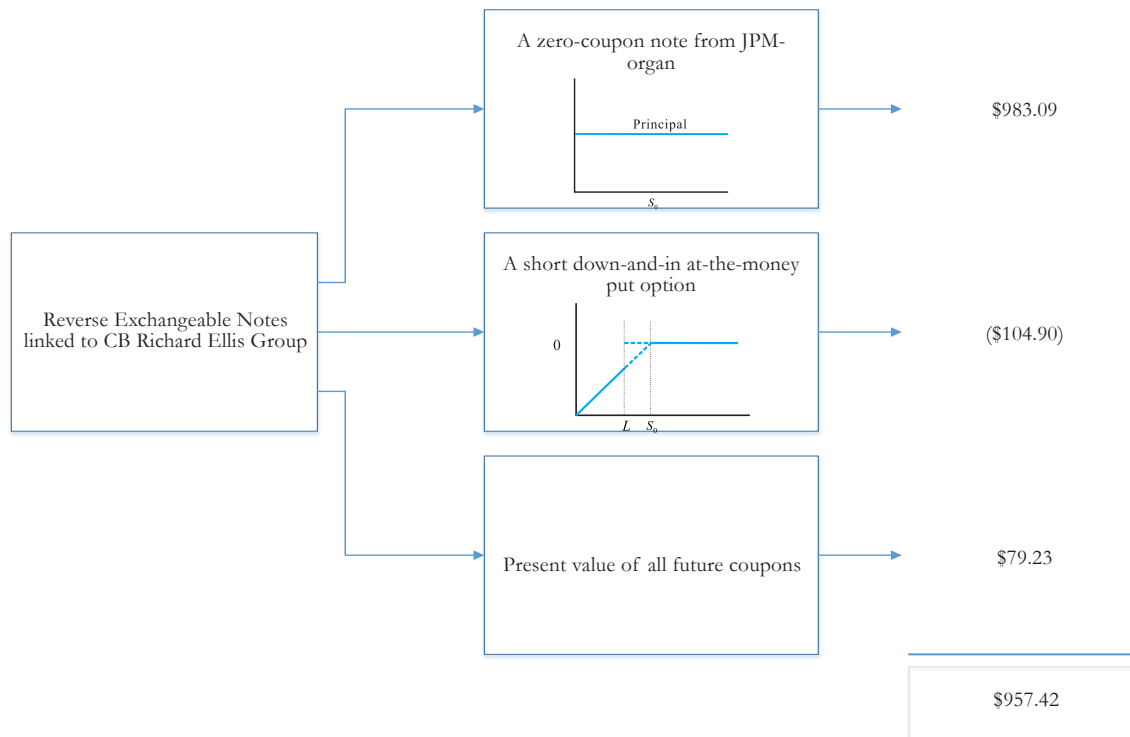 A zero-coupon note from JPM-
organ
Principal
S₀
$983.09
Reverse Exchangeable Notes
linked to CB Richard Ellis Group
A short down-and-in at-the-money
put option
0
L S₀
($104.90)
Present value of all future coupons
$79.23
$957.42